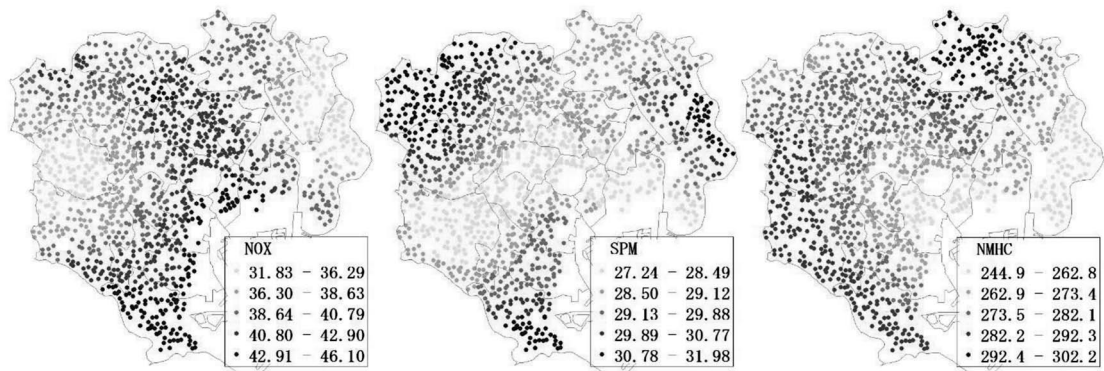 NOX
31.83 - 36.29
36.30 - 38.63
38.64 - 40.79
40.80 - 42.90
42.91 - 46.10
SPM
27.24 - 28.49
28.50 - 29.12
29.13 - 29.88
29.89 - 30.77
30.78 - 31.98
NMHC
244.9 - 262.8
262.9 - 273.4
273.5 - 282.1
282.2 - 292.3
292.4 - 302.2